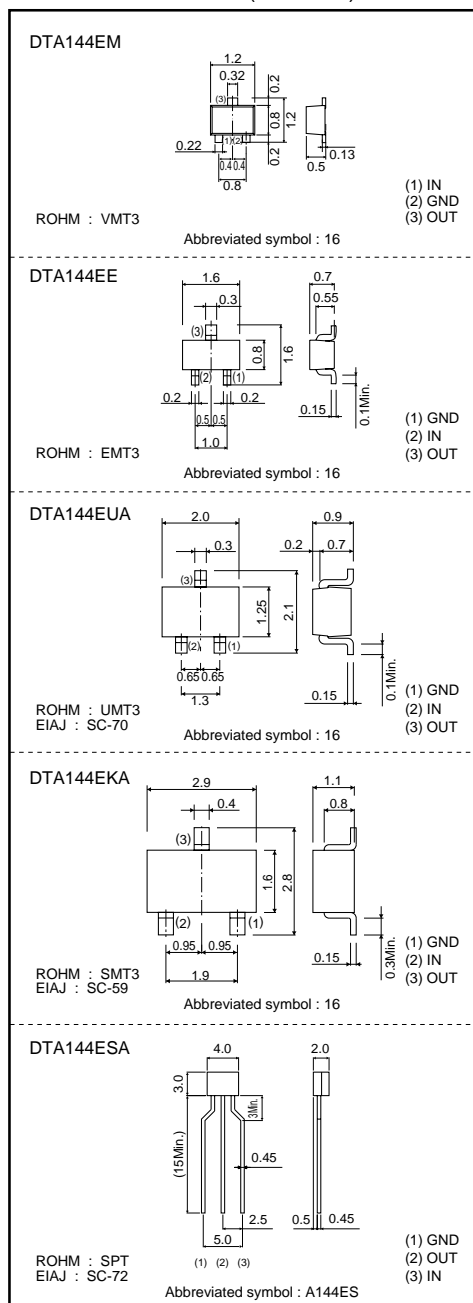 DTA144EM
1.2
0.32
0.2
(3)
0.8
1.2
0.22
(1) (2)
0.2
0.13
0.4 0.4
0.5
0.8
(1) IN
(2) GND
(3) OUT
ROHM : VMT3
Abbreviated symbol : 16
DTA144EE
1.6
0.7
0.3
0.55
(3)
0.8
1.6
(2)
(1)
0.2
0.2
0.15
0.1Min.
0.5 0.5
1.0
(1) GND
(2) IN
(3) OUT
ROHM : EMT3
Abbreviated symbol : 16
DTA144EUA
2.0
0.9
0.3
0.2
0.7
(3)
1.25
2.1
(2)
(1)
0.65 0.65
0.15
0.1Min.
1.3
(1) GND
(2) IN
(3) OUT
ROHM : UMT3
EIAJ : SC-70
Abbreviated symbol : 16
DTA144EKA
2.9
1.1
0.4
0.8
(3)
1.6
2.8
(2)
(1)
0.95 0.95
0.15
0.3Min.
1.9
(1) GND
(2) IN
(3) OUT
ROHM : SMT3
EIAJ : SC-59
Abbreviated symbol : 16
DTA144ESA
4.0
2.0
3.0
3Min.
(15Min.)
0.45
2.5
0.5
0.45
5.0
(1) (2) (3)
(1) GND
(2) OUT
(3) IN
ROHM : SPT
EIAJ : SC-72
Abbreviated symbol : A144ES